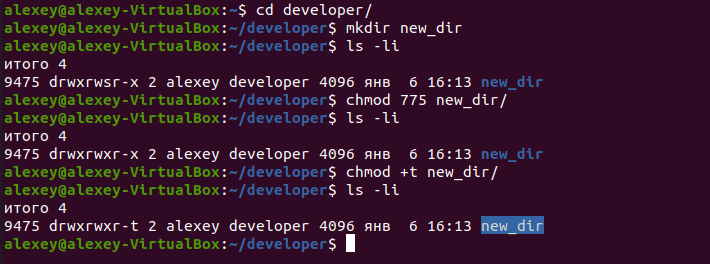 alexey@alexey-VirtualBox:~$ cd developer/
alexey@alexey-VirtualBox:~/developer$ mkdir new_dir
alexey@alexey-VirtualBox:~/developer$ ls -li
итого 4
9475 drwxrwsr-x 2 alexey developer 4096 янв  6 16:13 new_dir
alexey@alexey-VirtualBox:~/developer$ chmod 775 new_dir/
alexey@alexey-VirtualBox:~/developer$ ls -li
итого 4
9475 drwxrwxr-x 2 alexey developer 4096 янв  6 16:13 new_dir
alexey@alexey-VirtualBox:~/developer$ chmod +t new_dir/
alexey@alexey-VirtualBox:~/developer$ ls -li
итого 4
9475 drwxrwxr-t 2 alexey developer 4096 янв  6 16:13 new_dir
alexey@alexey-VirtualBox:~/developer$